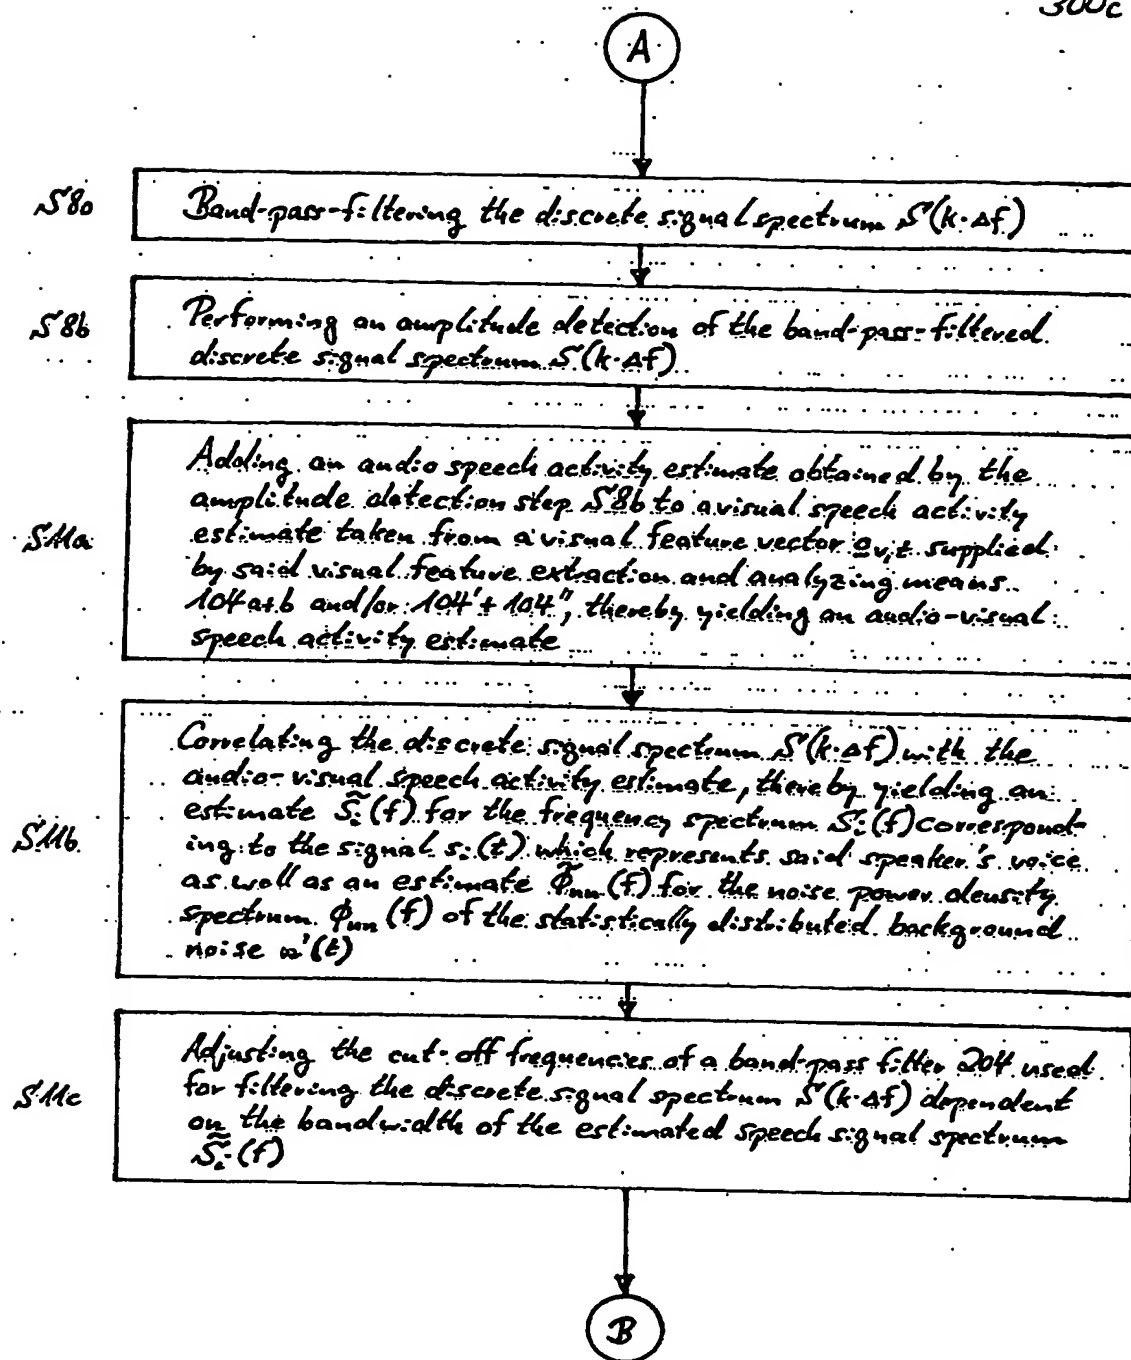 300c
A
S8a
Band-pass-filtering the discrete signal spectrum S(k·Δf)
S8b
Performing an amplitude detection of the band-pass-filtered
discrete signal spectrum S(k·Δf)
S11a
Adding an audio speech activity estimate obtained by the
amplitude detection step S8b to a visual speech activity
estimate taken from a visual feature vector o̲v,t supplied
by said visual feature extraction and analyzing means
104a+b and/or 104'+104", thereby yielding an audio-visual
speech activity estimate
S11b
Correlating the discrete signal spectrum S(k·Δf) with the
audio-visual speech activity estimate, thereby yielding an
estimate S̃i(f) for the frequency spectrum Si(f) correspond-
ing to the signal si(t) which represents said speaker's voice
as well as an estimate Φ̃nn(f) for the noise power density
spectrum Φnn(f) of the statistically distributed background
noise n'(t)
S11c
Adjusting the cut-off frequencies of a band-pass filter 204 used
for filtering the discrete signal spectrum S(k·Δf) dependent
on the bandwidth of the estimated speech signal spectrum
S̃i(f)
B